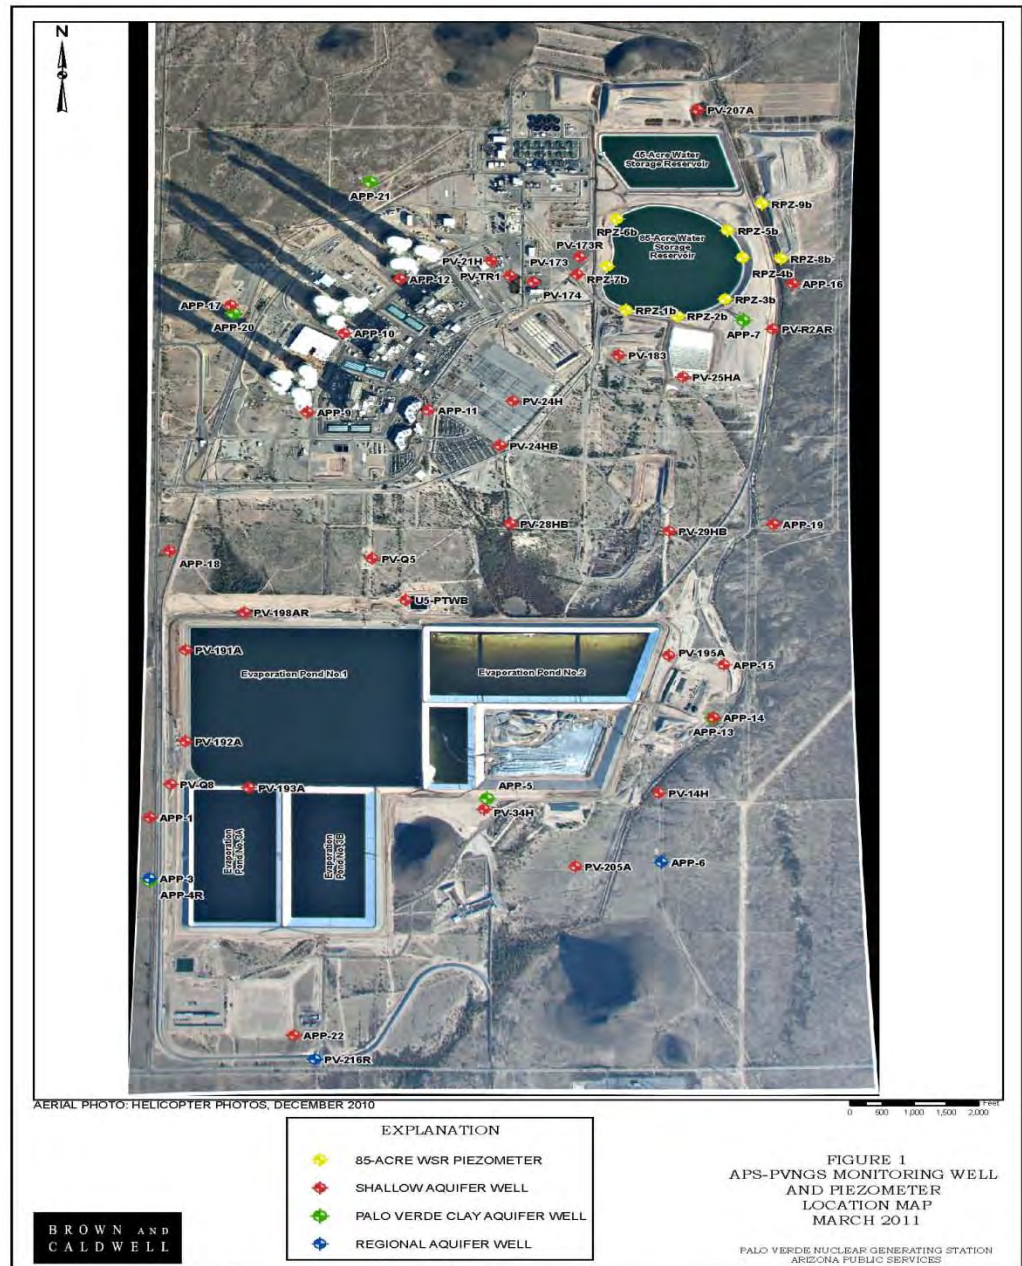 N
PV-207A
45-Acre Water
Storage Reservoir
APP-21
RPZ-9b
RPZ-6b
RPZ-5b
85-Acre Water
Storage
Reservoir
PV-173R
PV-21H
PV-173
RPZ-4b
RPZ-8b
PV-TR1
RPZ-7b
APP-12
PV-174
APP-16
APP-17
RPZ-3b
APP-20
RPZ-1b
RPZ-2b
APP-7
PV-R2AR
APP-10
PV-183
PV-25HA
PV-24H
APP-9
APP-11
PV-24HB
PV-28HB
PV-29HB
APP-19
APP-18
PV-Q5
U5-PTWB
PV-198AR
PV-191A
PV-195A
Evaporation Pond No.1
Evaporation Pond No.2
APP-15
APP-14
APP-13
PV-192A
PV-Q8
PV-193A
APP-5
PV-14H
PV-34H
APP-1
Evaporation
Pond No.3A
Evaporation
Pond No.3B
PV-205A
APP-6
APP-3
APP-4R
APP-22
PV-216R
AERIAL PHOTO: HELICOPTER PHOTOS, DECEMBER 2010
Feet
0 500 1,000 1,500 2,000
EXPLANATION
85-ACRE WSR PIEZOMETER
SHALLOW AQUIFER WELL
PALO VERDE CLAY AQUIFER WELL
REGIONAL AQUIFER WELL
BROWN AND
CALDWELL
FIGURE 1
APS-PVNGS MONITORING WELL
AND PIEZOMETER
LOCATION MAP
MARCH 2011
PALO VERDE NUCLEAR GENERATING STATION
ARIZONA PUBLIC SERVICES